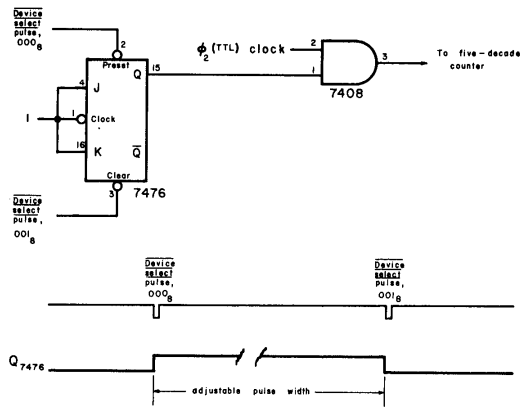 Device
select
pulse,
000₈
2
Preset
15
Q
4
J
1
1
Clock
16
K
Q̅
Clear
3
7476
Device
select
pulse,
001₈
ϕ₂ (TTL) clock
2
1
3
7408
To five-decade
counter
Device
select
pulse,
000₈
Device
select
pulse,
001₈
Q₇₄₇₆
adjustable pulse width